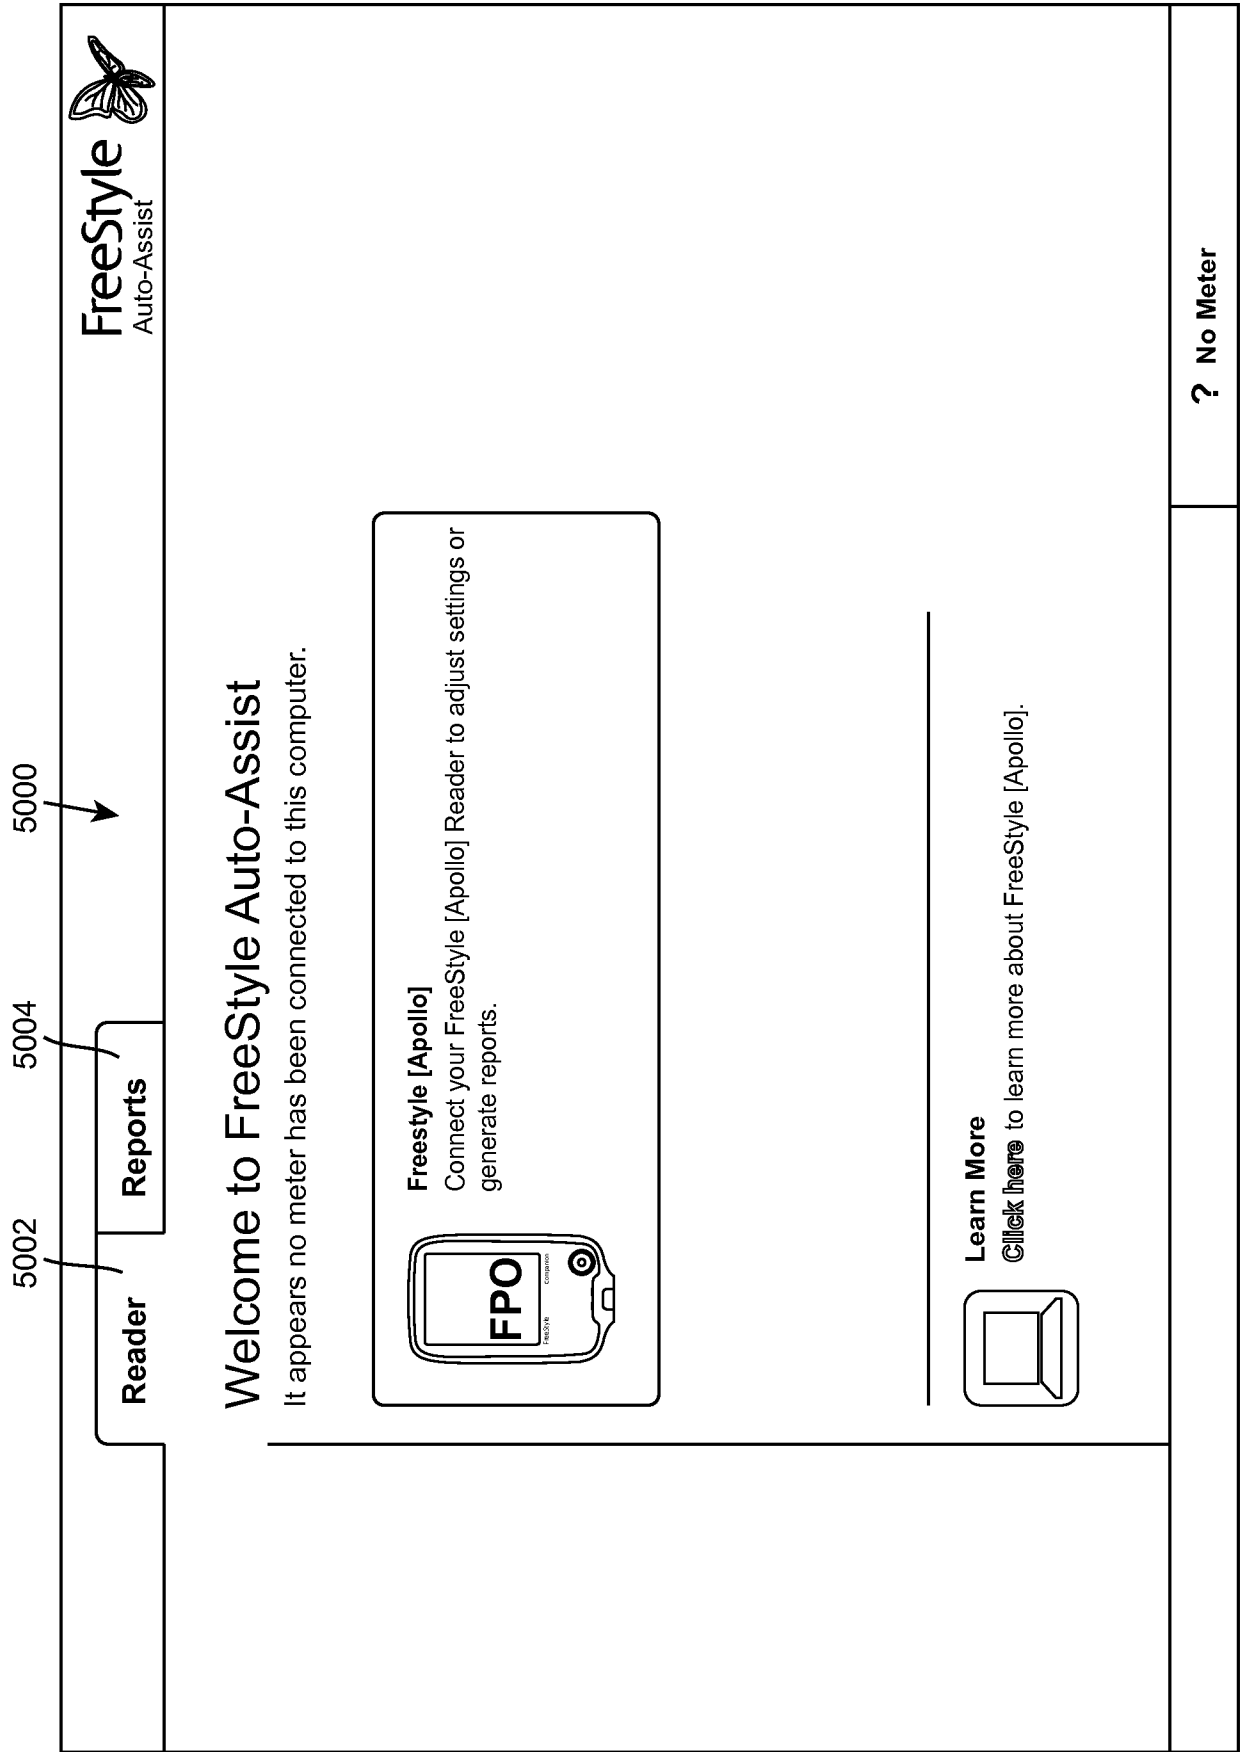 5002
5004
5000
Reader
Reports
FreeStyle
Auto-Assist
Welcome to FreeStyle Auto-Assist
It appears no meter has been connected to this computer.
FPO
FreeStyle
Companion
Freestyle [Apollo]
Connect your FreeStyle [Apollo] Reader to adjust settings or
generate reports.
Learn More
Click here to learn more about FreeStyle [Apollo].
? No Meter